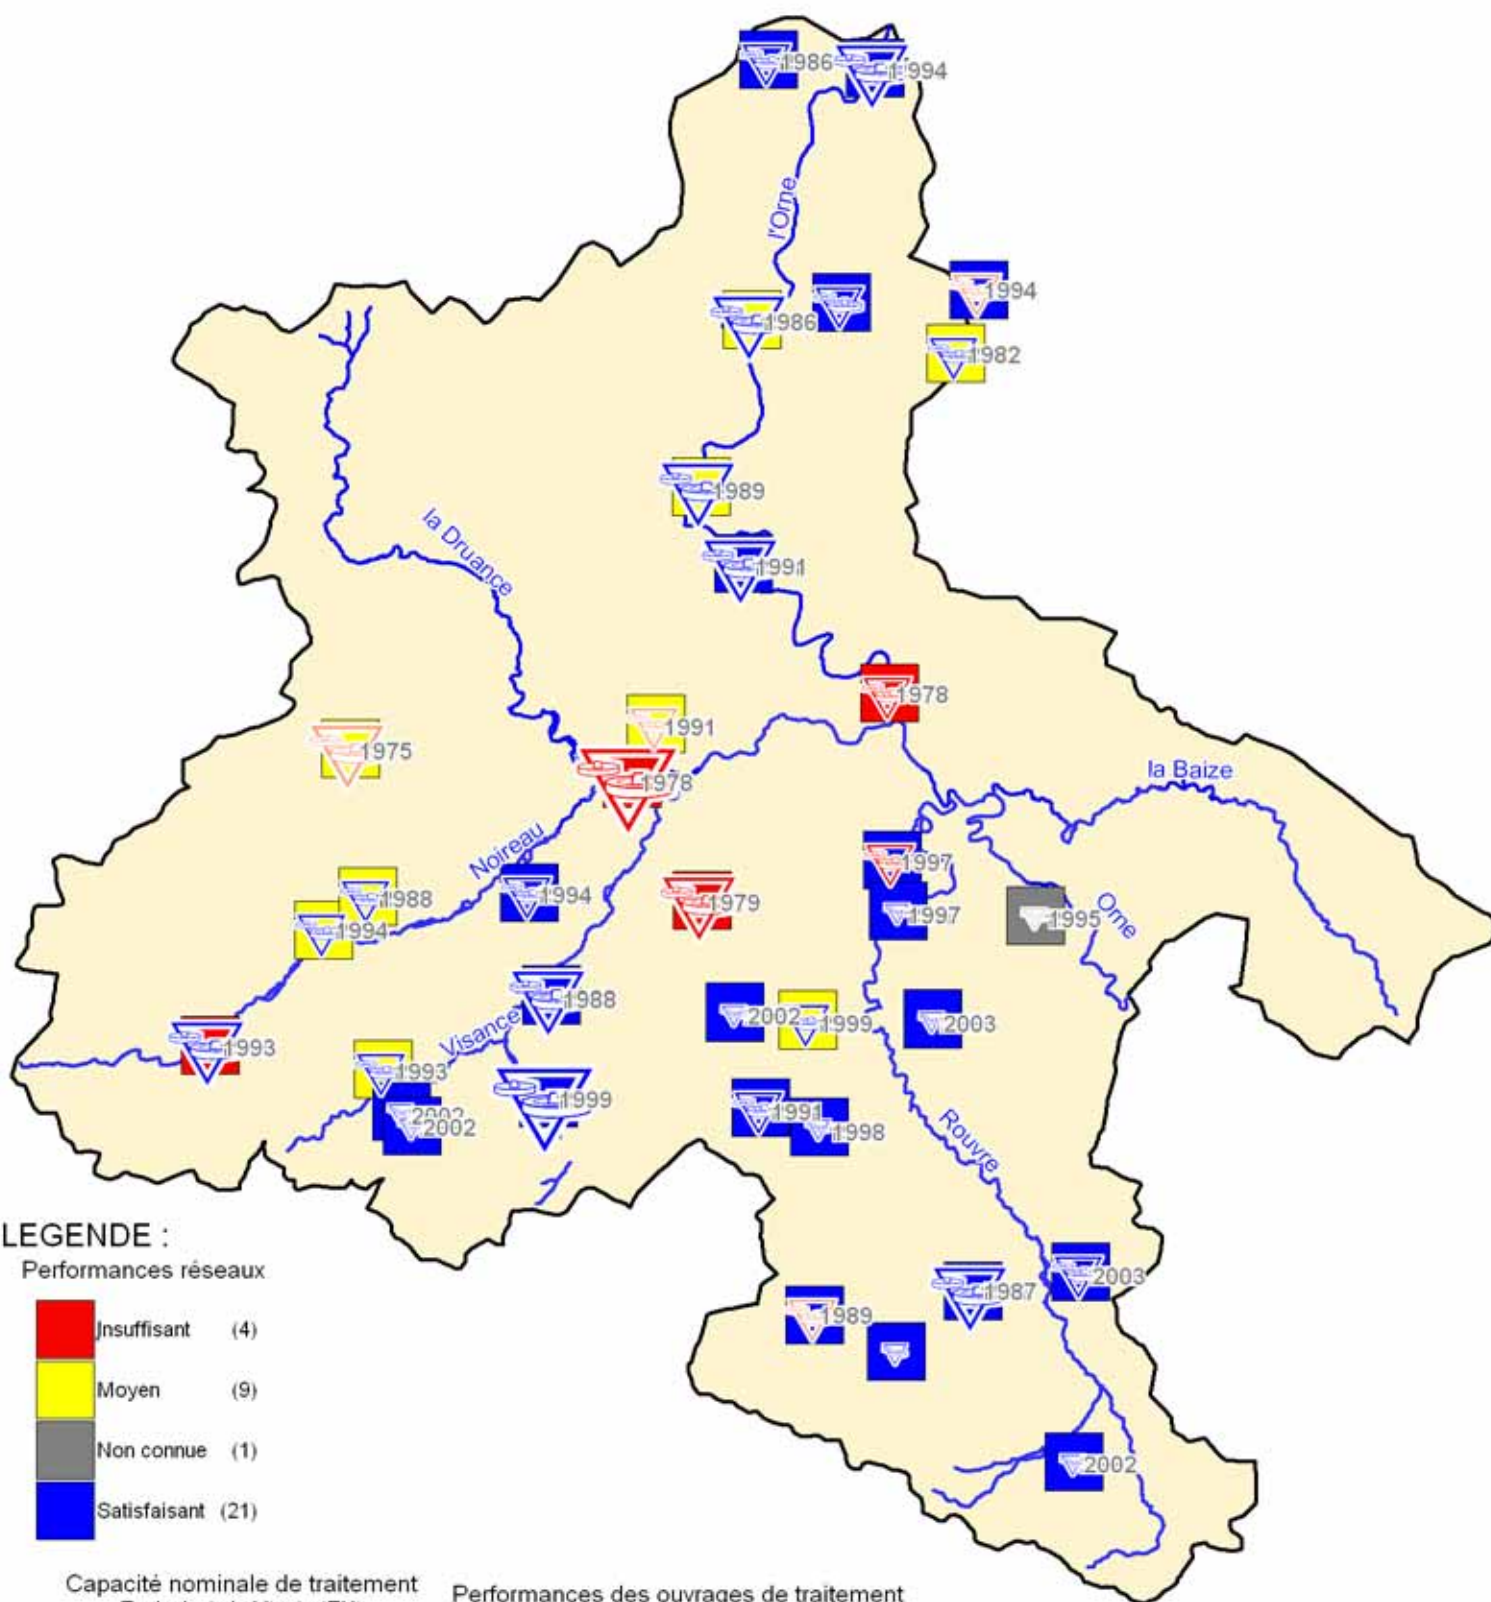 1986
1994
l'Orne
1994
1986
1982
1989
la Druance
1991
1978
1991
1975
la Baize
1978
Noireau
1997
1988
1994
1979
1997
1995
Orne
1994
1988
2002
1999
2003
Visance
1993
1993
1999
2002
2002
1991
1998
Rouvre
2003
1987
1989
2002
LEGENDE :
Performances réseaux
Insuffisant (4)
Moyen (9)
Non connue (1)
Satisfaisant (21)
Capacité nominale de traitement
Performances des ouvrages de traitement